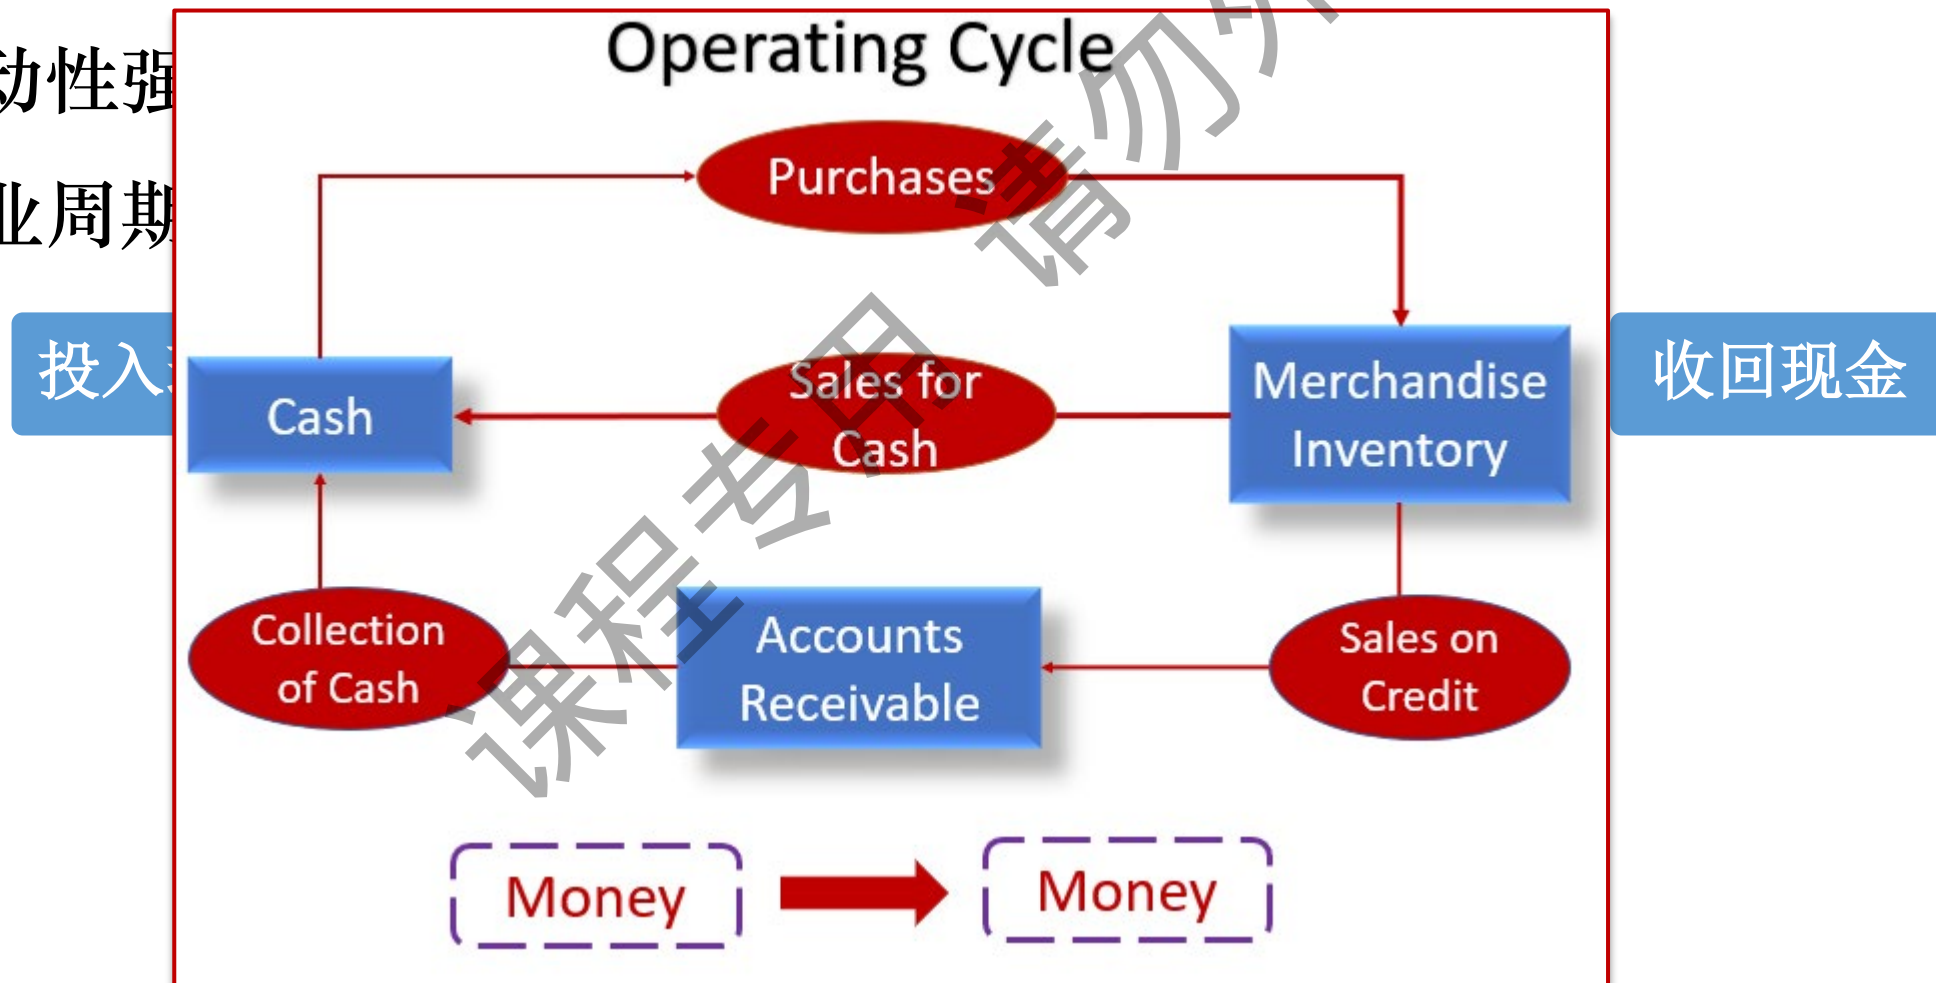 Operating Cycle
动性强
业周期
Purchases
投入
Cash
Sales for
Cash
Merchandise
Inventory
收回现金
Collection
of Cash
Accounts
Receivable
Sales on
Credit
Money
Money
课程专用 请勿外